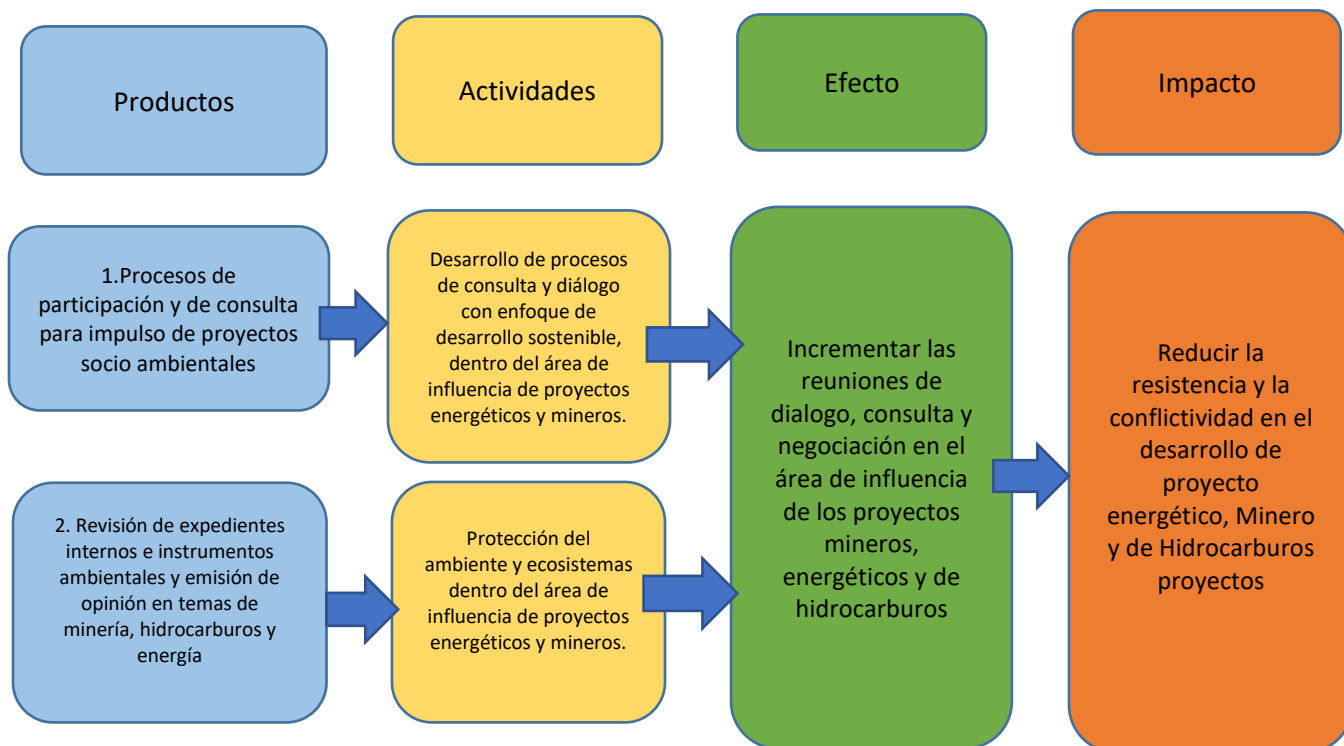 Productos
Actividades
Efecto
Impacto
1.Procesos de
participación y de consulta
para impulso de proyectos
socio ambientales
Desarrollo de procesos
de consulta y diálogo
con enfoque de
desarrollo sostenible,
dentro del área de
influencia de proyectos
energéticos y mineros.
2. Revisión de expedientes
internos e instrumentos
ambientales y emisión de
opinión en temas de
minería, hidrocarburos y
energía
Protección del
ambiente y ecosistemas
dentro del área de
influencia de proyectos
energéticos y mineros.
Incrementar las
reuniones de
dialogo, consulta y
negociación en el
área de influencia
de los proyectos
mineros,
energéticos y de
hidrocarburos
Reducir la
resistencia y la
conflictividad en el
desarrollo de
proyecto
energético, Minero
y de Hidrocarburos
proyectos